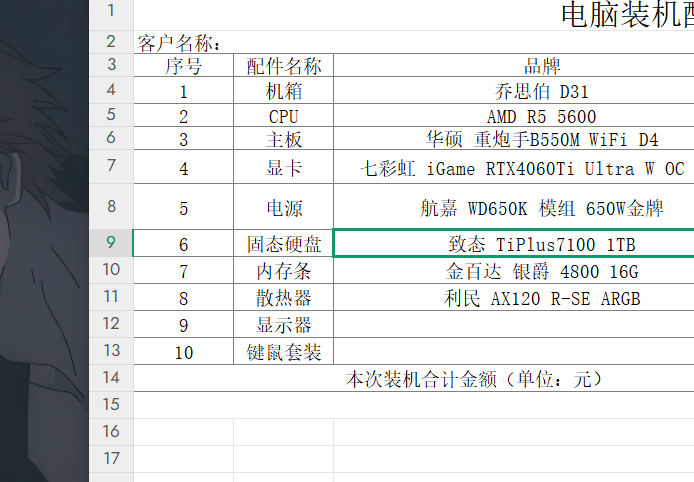 1 电脑装机
2 客户名称：
3 序号 配件名称 品牌
4 1 机箱 乔思伯 D31
5 2 CPU AMD R5 5600
6 3 主板 华硕 重炮手B550M WiFi D4
7 4 显卡 七彩虹 iGame RTX4060Ti Ultra W OC
8 5 电源 航嘉 WD650K 模组 650W金牌
9 6 固态硬盘 致态 TiPlus7100 1TB
10 7 内存条 金百达 银爵 4800 16G
11 8 散热器 利民 AX120 R-SE ARGB
12 9 显示器
13 10 键鼠套装
14 本次装机合计金额（单位：元）
15
16
17